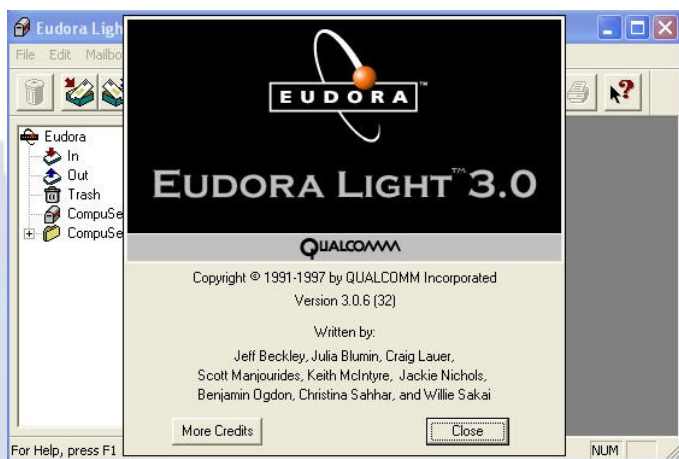 Eudora Ligh
File Edit Mailbo
EUDORA™
EUDORA LIGHT™ 3.0
Eudora
In
Out
Trash
CompuSe
CompuSe
QUALCOMM
Copyright © 1991-1997 by QUALCOMM Incorporated
Version 3.0.6 (32)
Written by:
Jeff Beckley, Julia Blumin, Craig Lauer,
Scott Manjourides, Keith McIntyre, Jackie Nichols,
Benjamin Ogdon, Christina Sahhar, and Willie Sakai
More Credits
Close
For Help, press F1
NUM